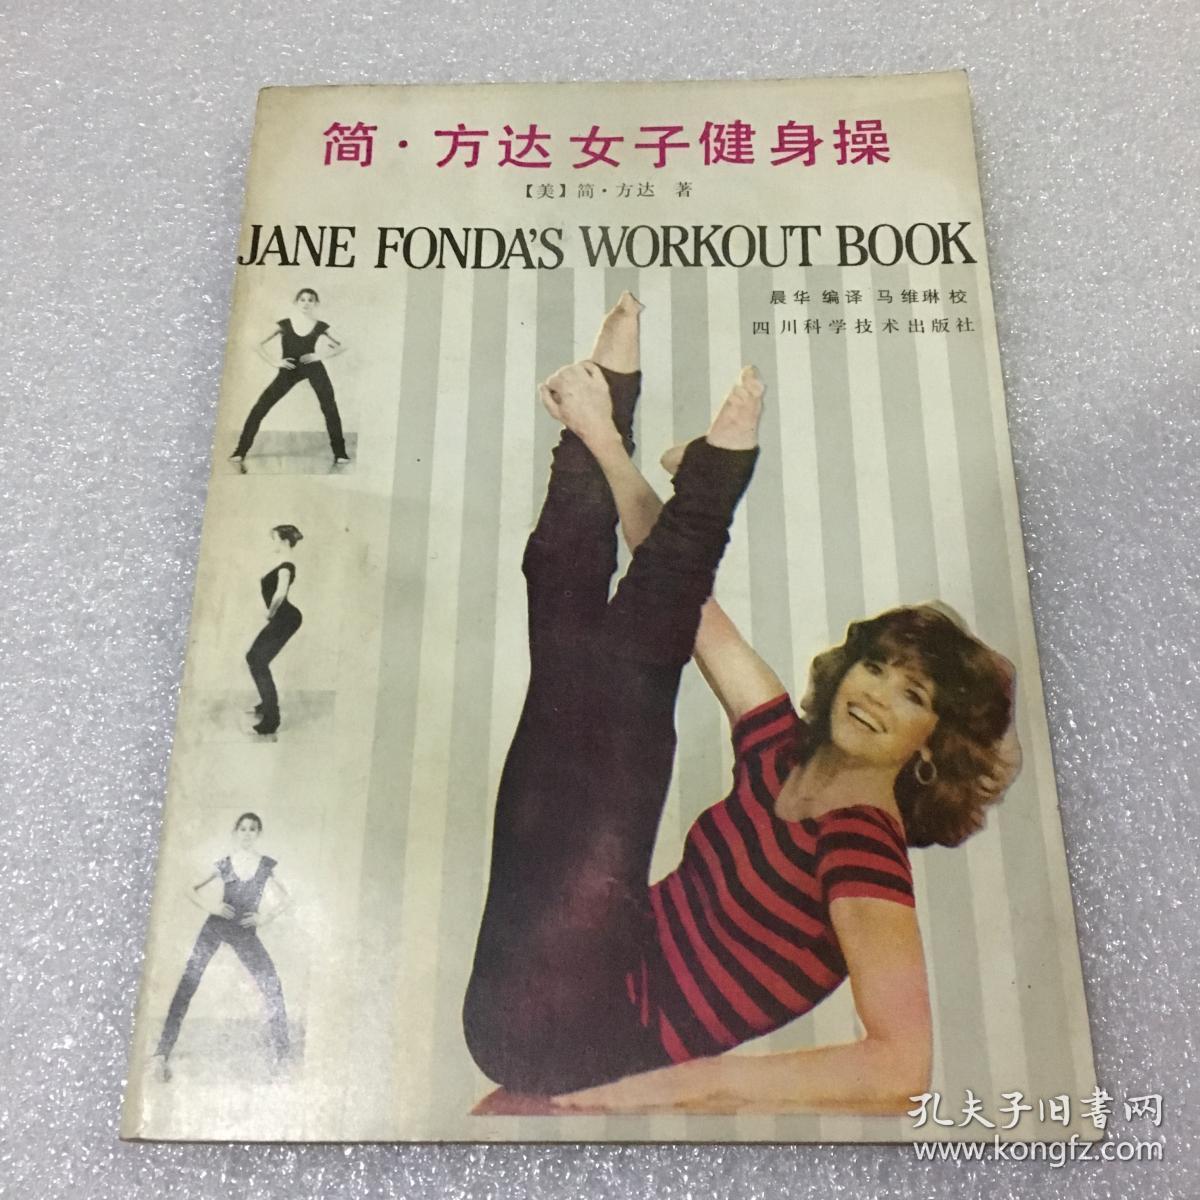 简·方达女子健身操
【美】简·方达 著
JANE FONDA'S WORKOUT BOOK
晨华 编译 马维琳 校
四川科学技术出版社
孔夫子旧书网
www.kongfz.com